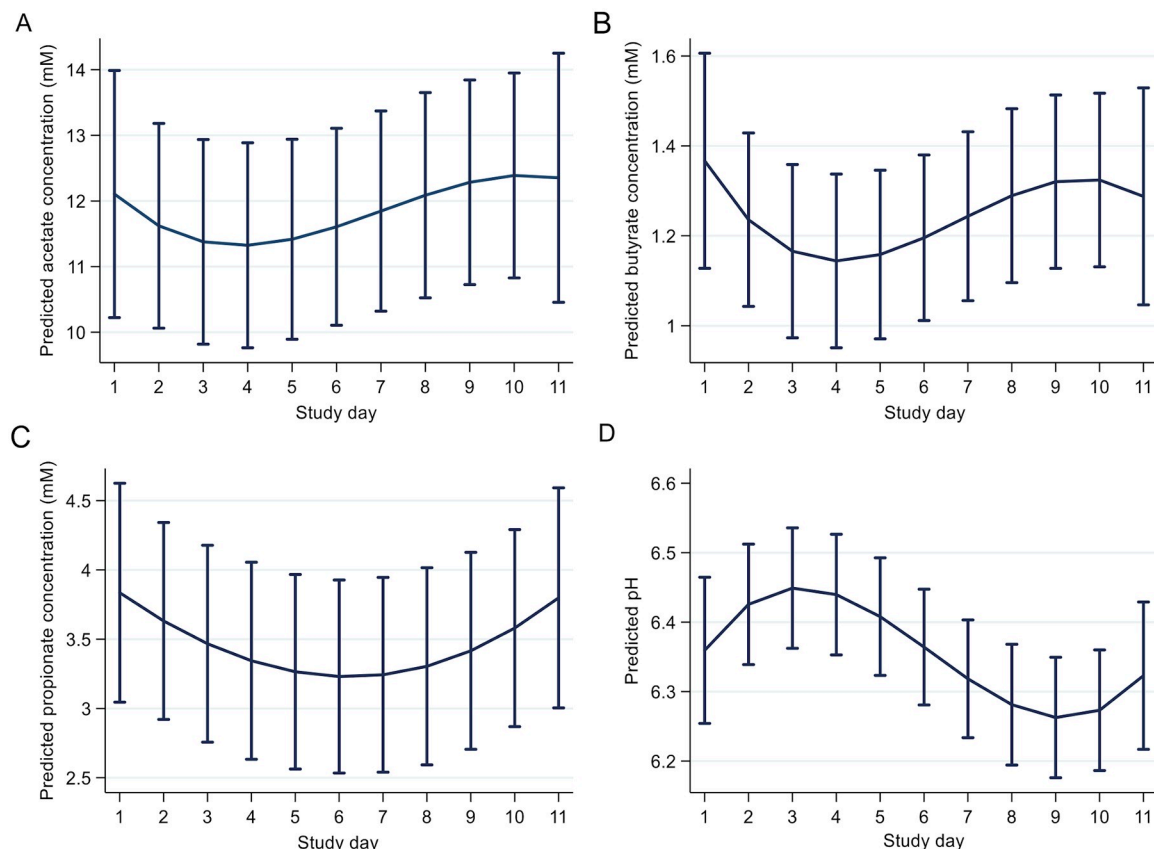 A
Predicted acetate concentration (mM)
14
13
12
11
10
1 2 3 4 5 6 7 8 9 10 11
Study day
B
Predicted butyrate concentration (mM)
1.6
1.4
1.2
1
1 2 3 4 5 6 7 8 9 10 11
Study day
C
Predicted propionate concentration (mM)
4.5
4
3.5
3
2.5
1 2 3 4 5 6 7 8 9 10 11
Study day
D
Predicted pH
6.6
6.5
6.4
6.3
6.2
1 2 3 4 5 6 7 8 9 10 11
Study day